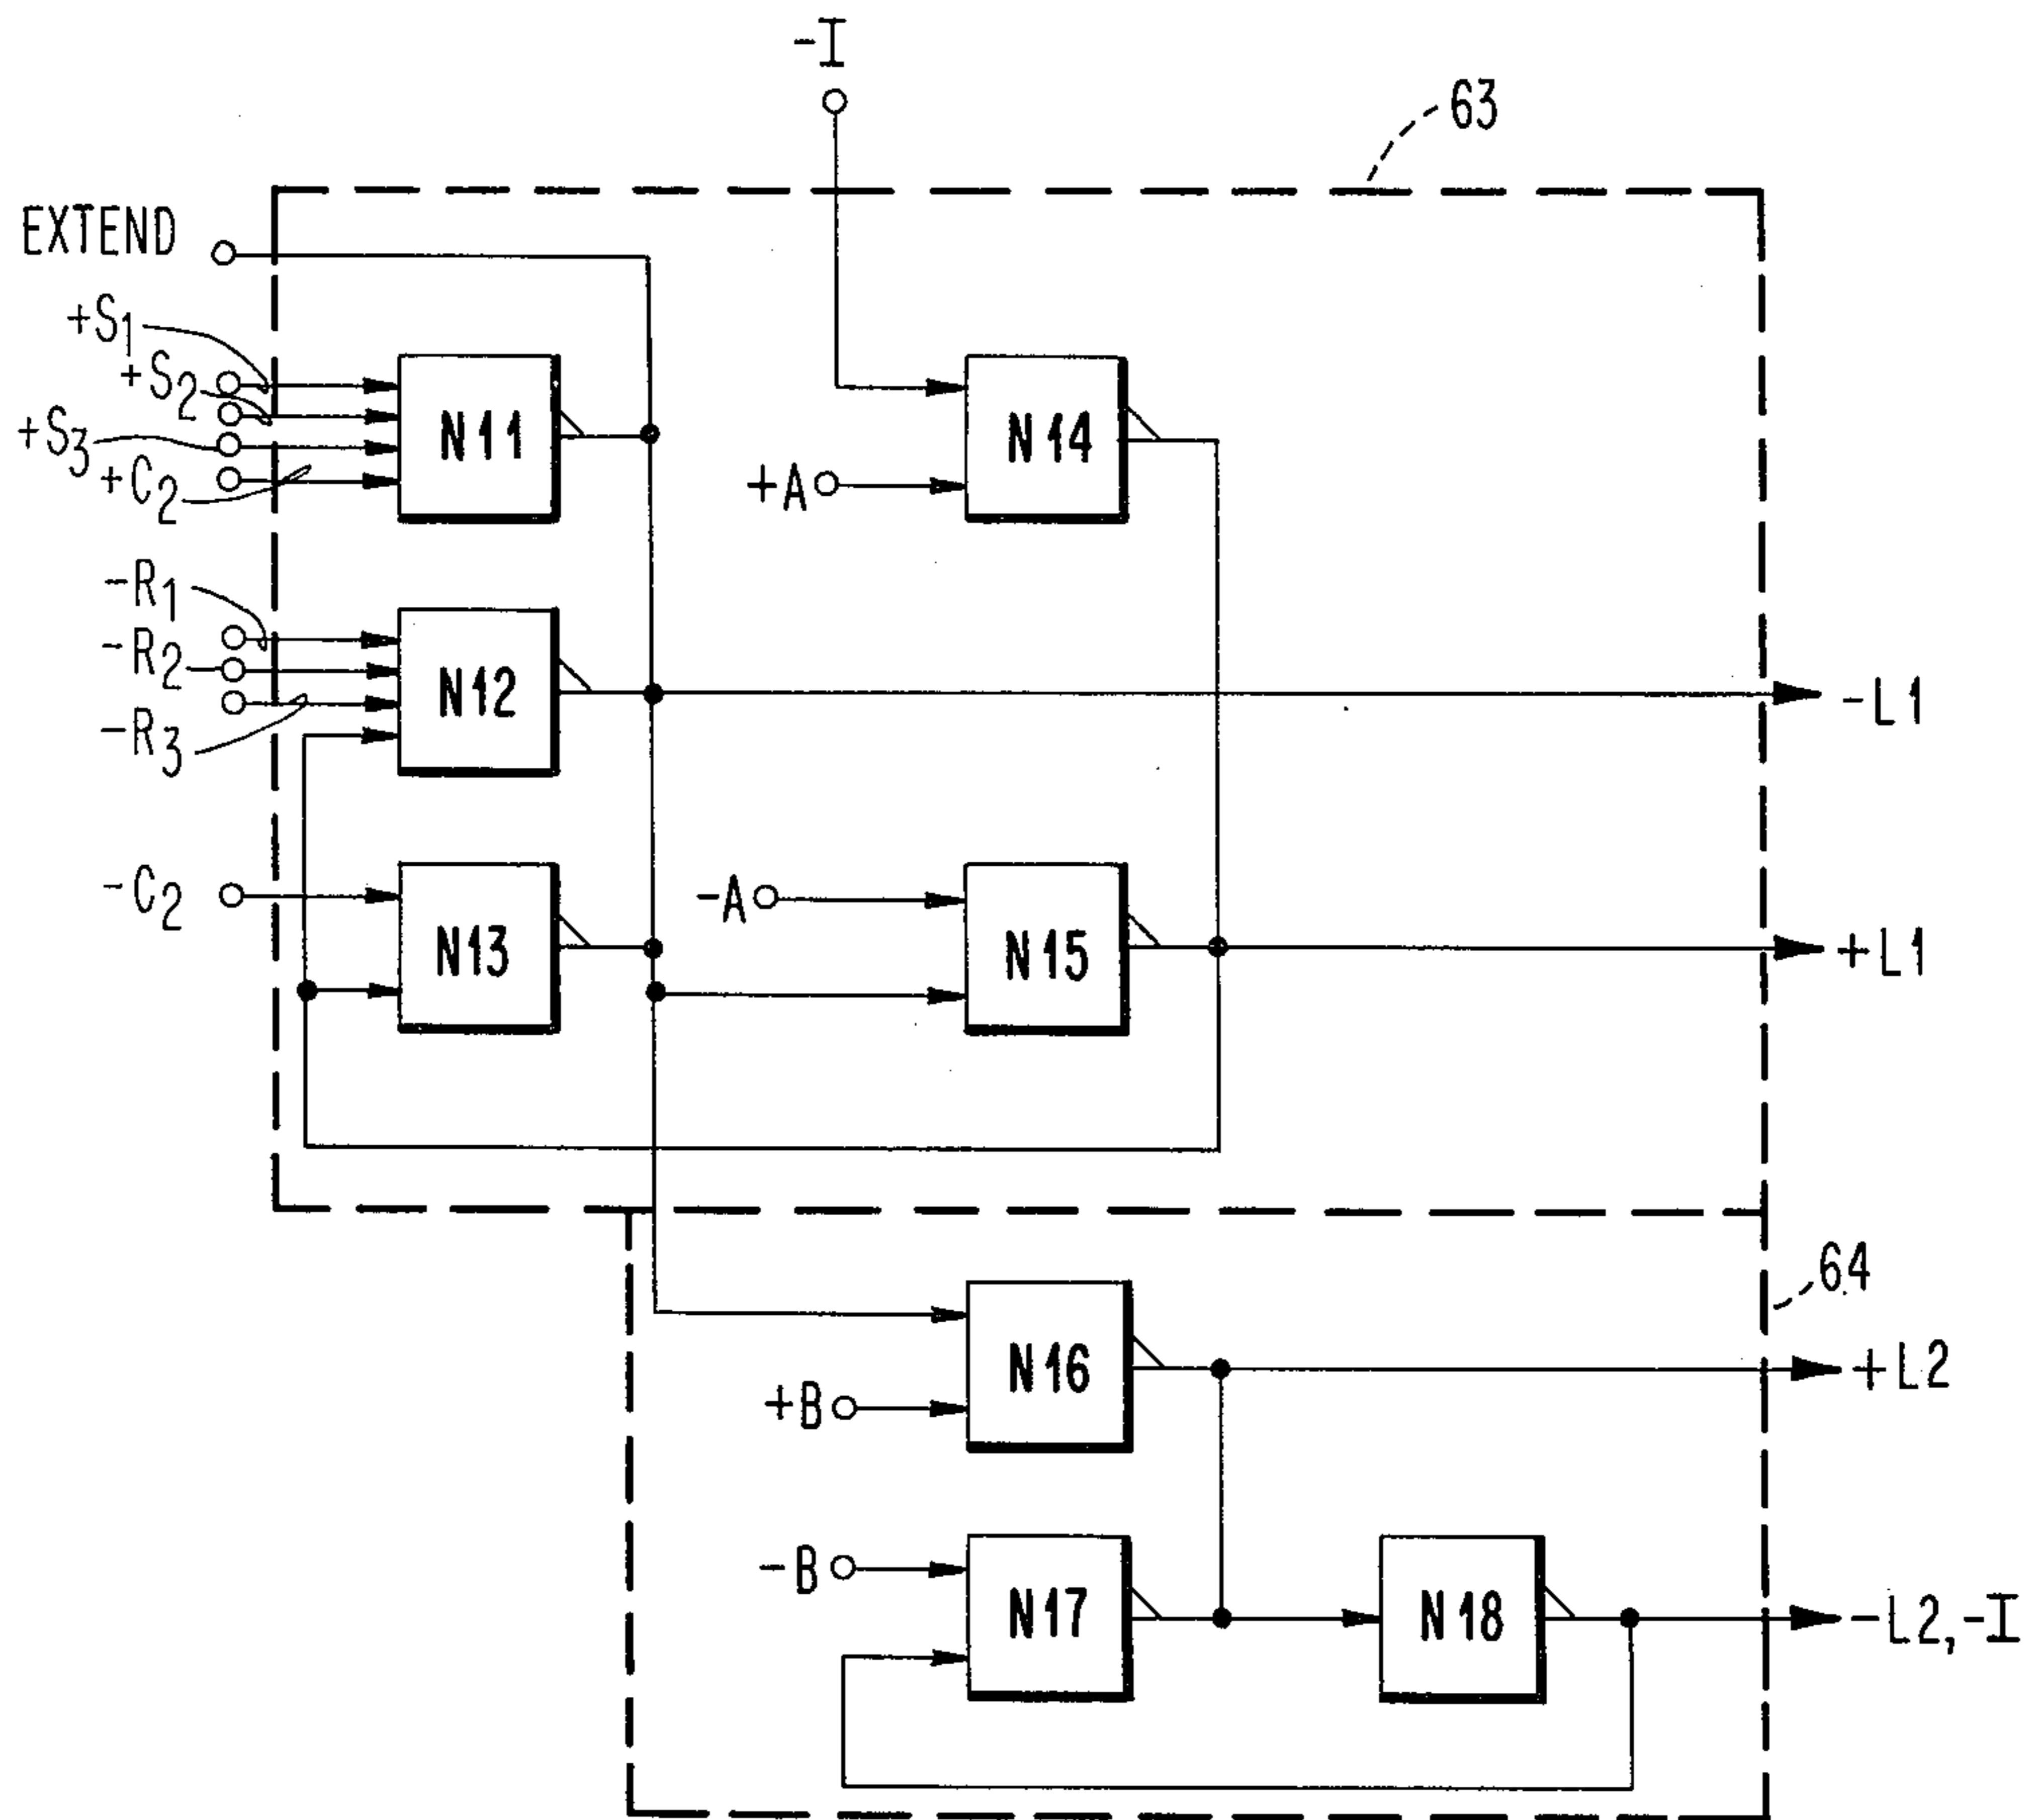 -I
63
EXTEND
+S1
+S2
+S3
+C2
N11
N14
+A
-R1
-R2
-R3
N12
-L1
-C2
N13
-A
N15
+L1
64
N16
+L2
+B
-B
N17
N18
-L2,-I